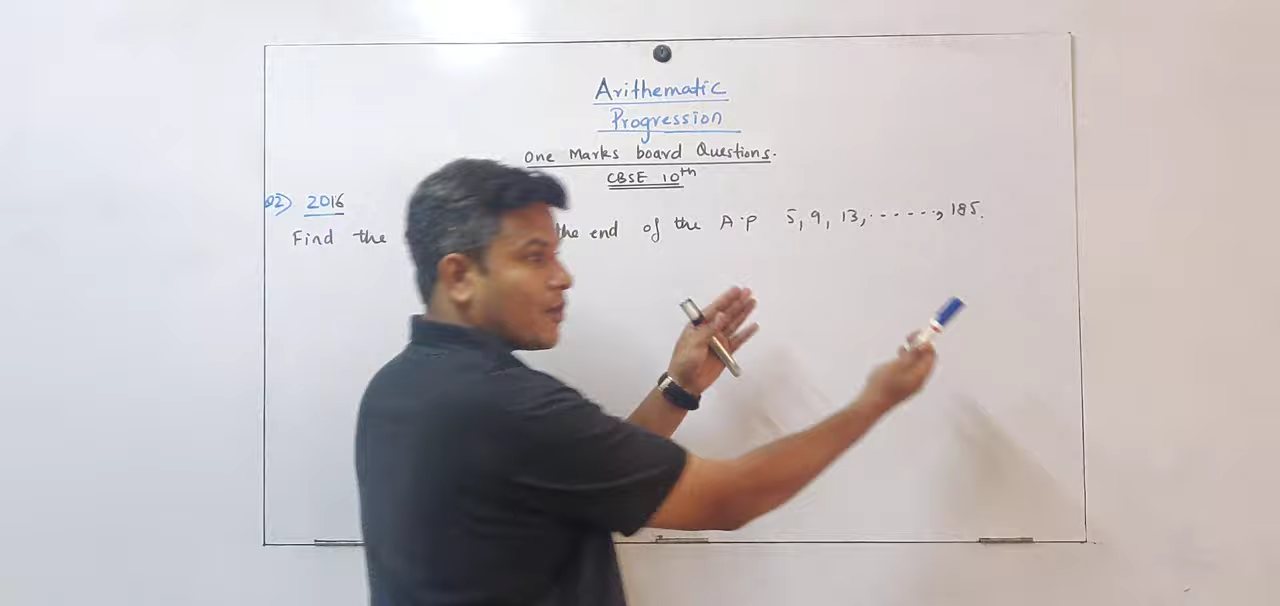 Arithematic
Progression
One Marks board Questions.
CBSE 10th
02) 2016
Find the the end of the A.p 5, 9, 13, ......, 185.